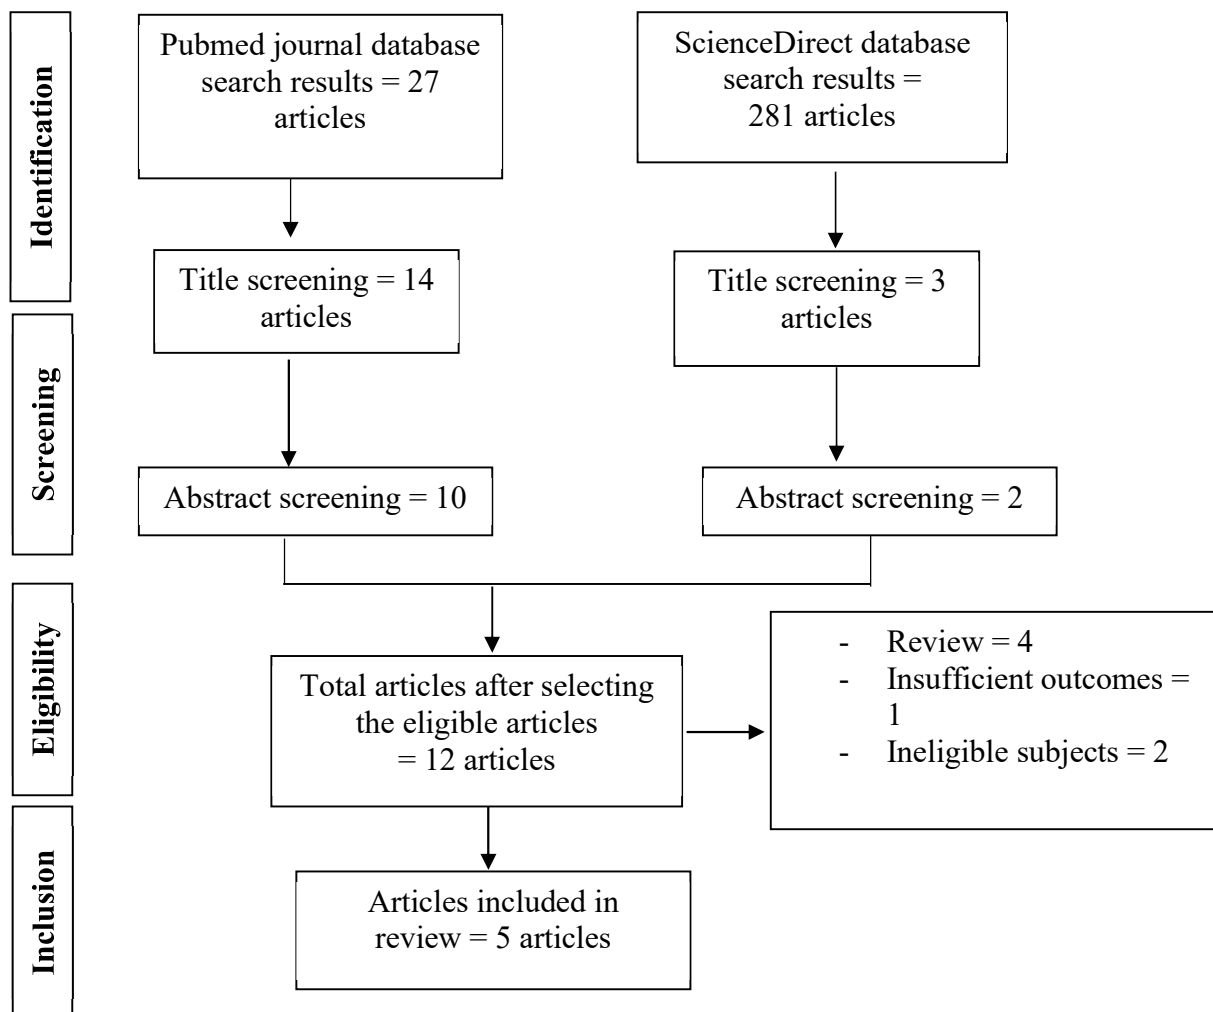 Identification
Pubmed journal database
search results = 27
articles
ScienceDirect database
search results =
281 articles
Title screening = 14
articles
Title screening = 3
articles
Screening
Abstract screening = 10
Abstract screening = 2
Eligibility
Total articles after selecting
the eligible articles
= 12 articles
- Review = 4
- Insufficient outcomes =
1
- Ineligible subjects = 2
Inclusion
Articles included in
review = 5 articles